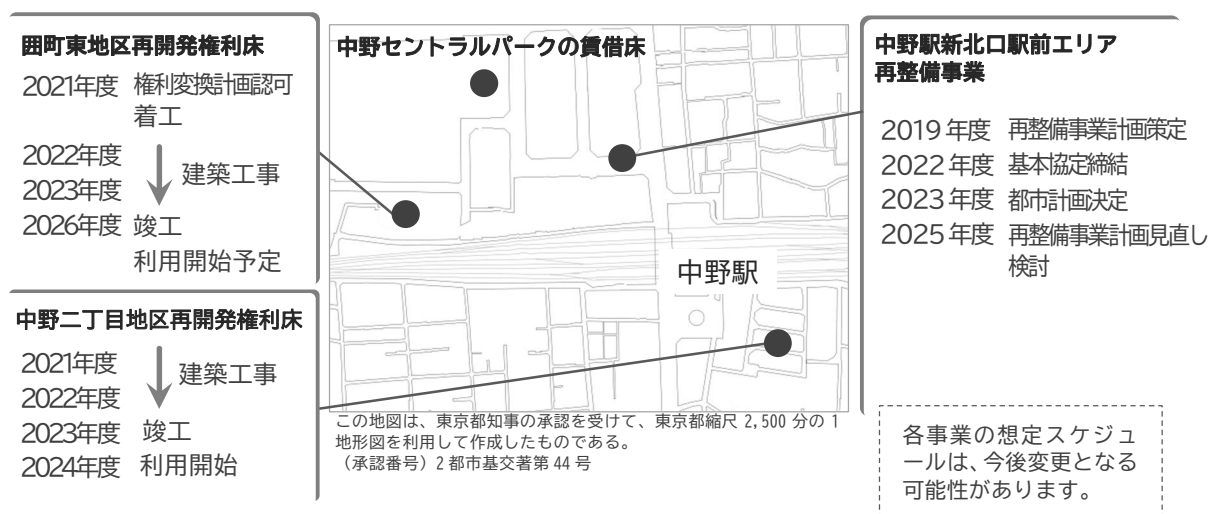 囲町東地区再開発権利床
2021年度 権利変換計画認可
着工
2022年度
建築工事
2023年度
2026年度 竣工
利用開始予定
中野二丁目地区再開発権利床
2021年度
建築工事
2022年度
2023年度 竣工
2024年度 利用開始
中野セントラルパークの賃借床
中野駅
この地図は、東京都知事の承認を受けて、東京都縮尺 2,500 分の 1
地形図を利用して作成したものである。
（承認番号）2 都市基交著第 44 号
中野駅新北口駅前エリア
再整備事業
2019 年度 再整備事業計画策定
2022 年度 基本協定締結
2023 年度 都市計画決定
2025 年度 再整備事業計画見直し
検討
各事業の想定スケジュ
ールは、今後変更となる
可能性があります。